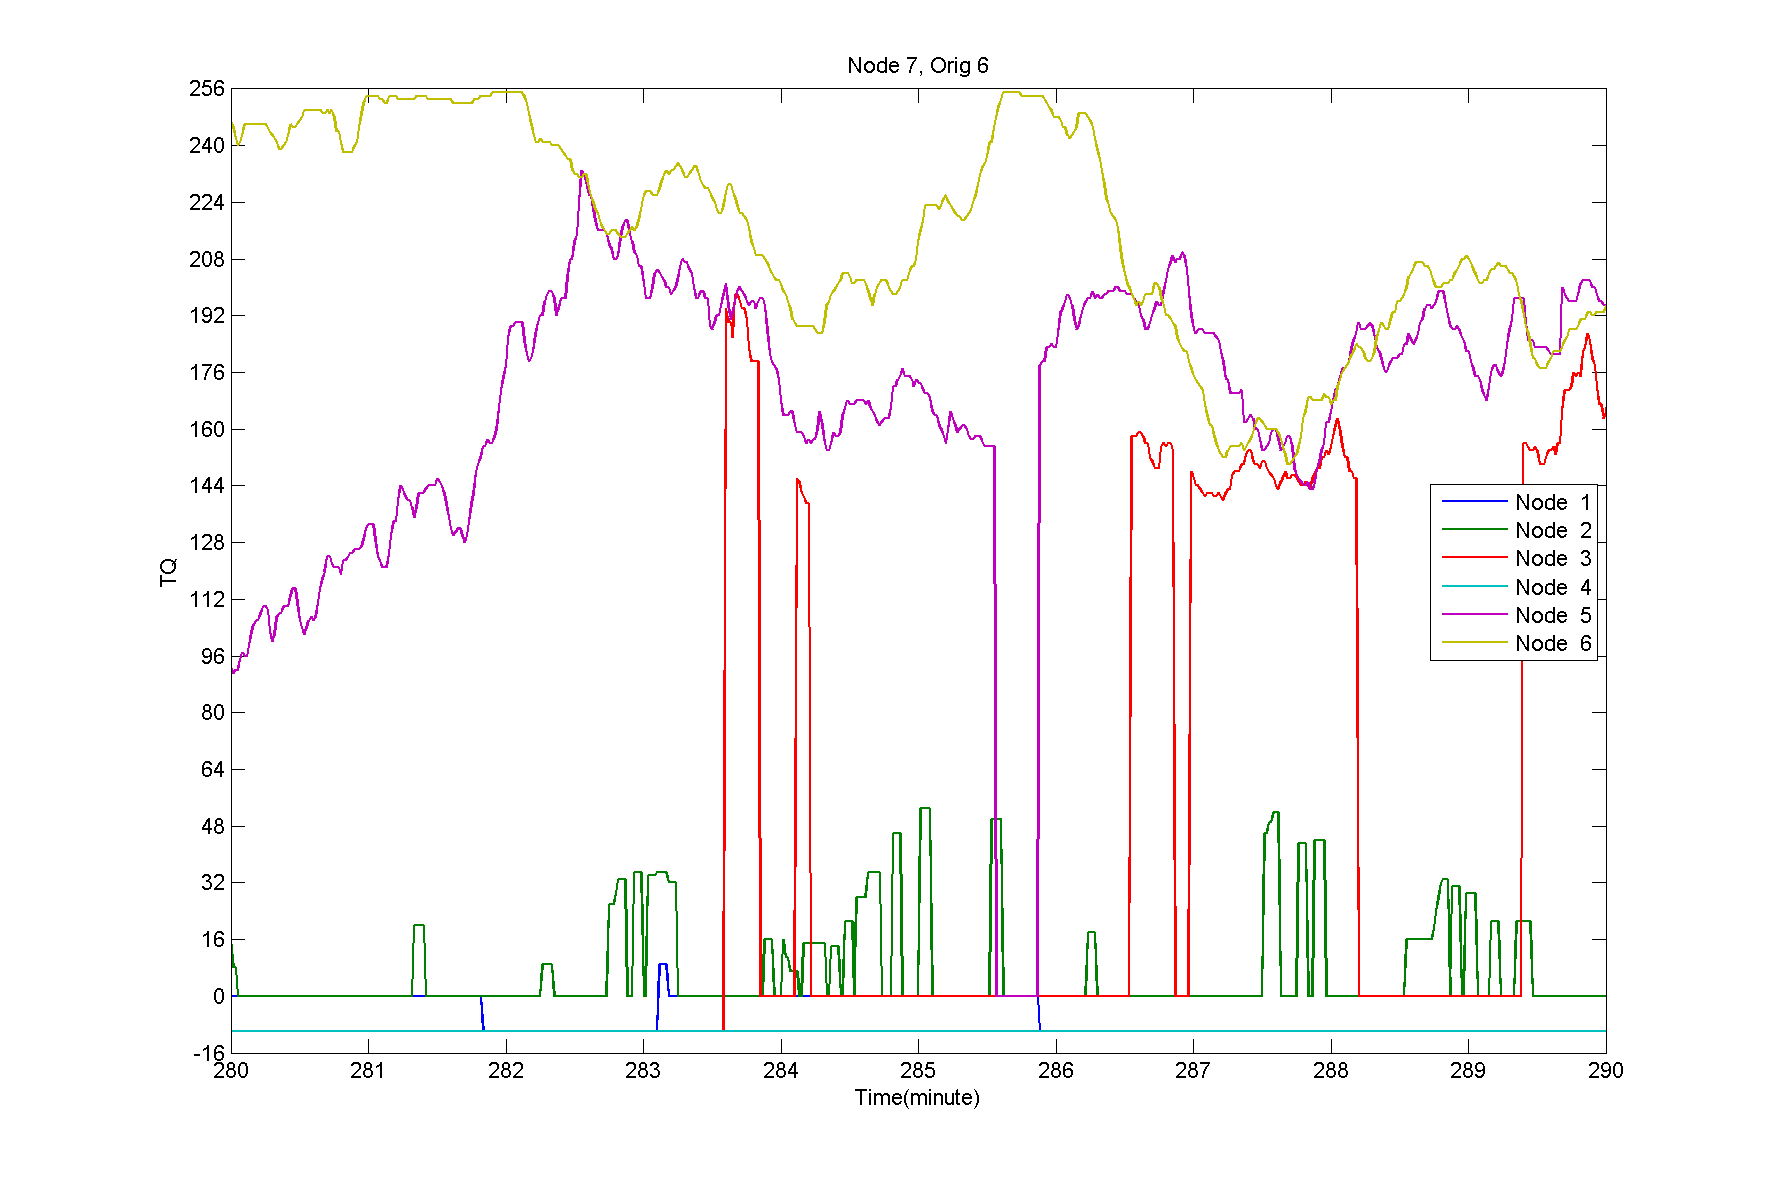 Node 7, Orig 6
256
240
224
208
192
176
160
144
128
112
96
80
64
48
32
16
0
-16
TQ
Node 1
Node 2
Node 3
Node 4
Node 5
Node 6
280 281 282 283 284 285 286 287 288 289 290
Time(minute)